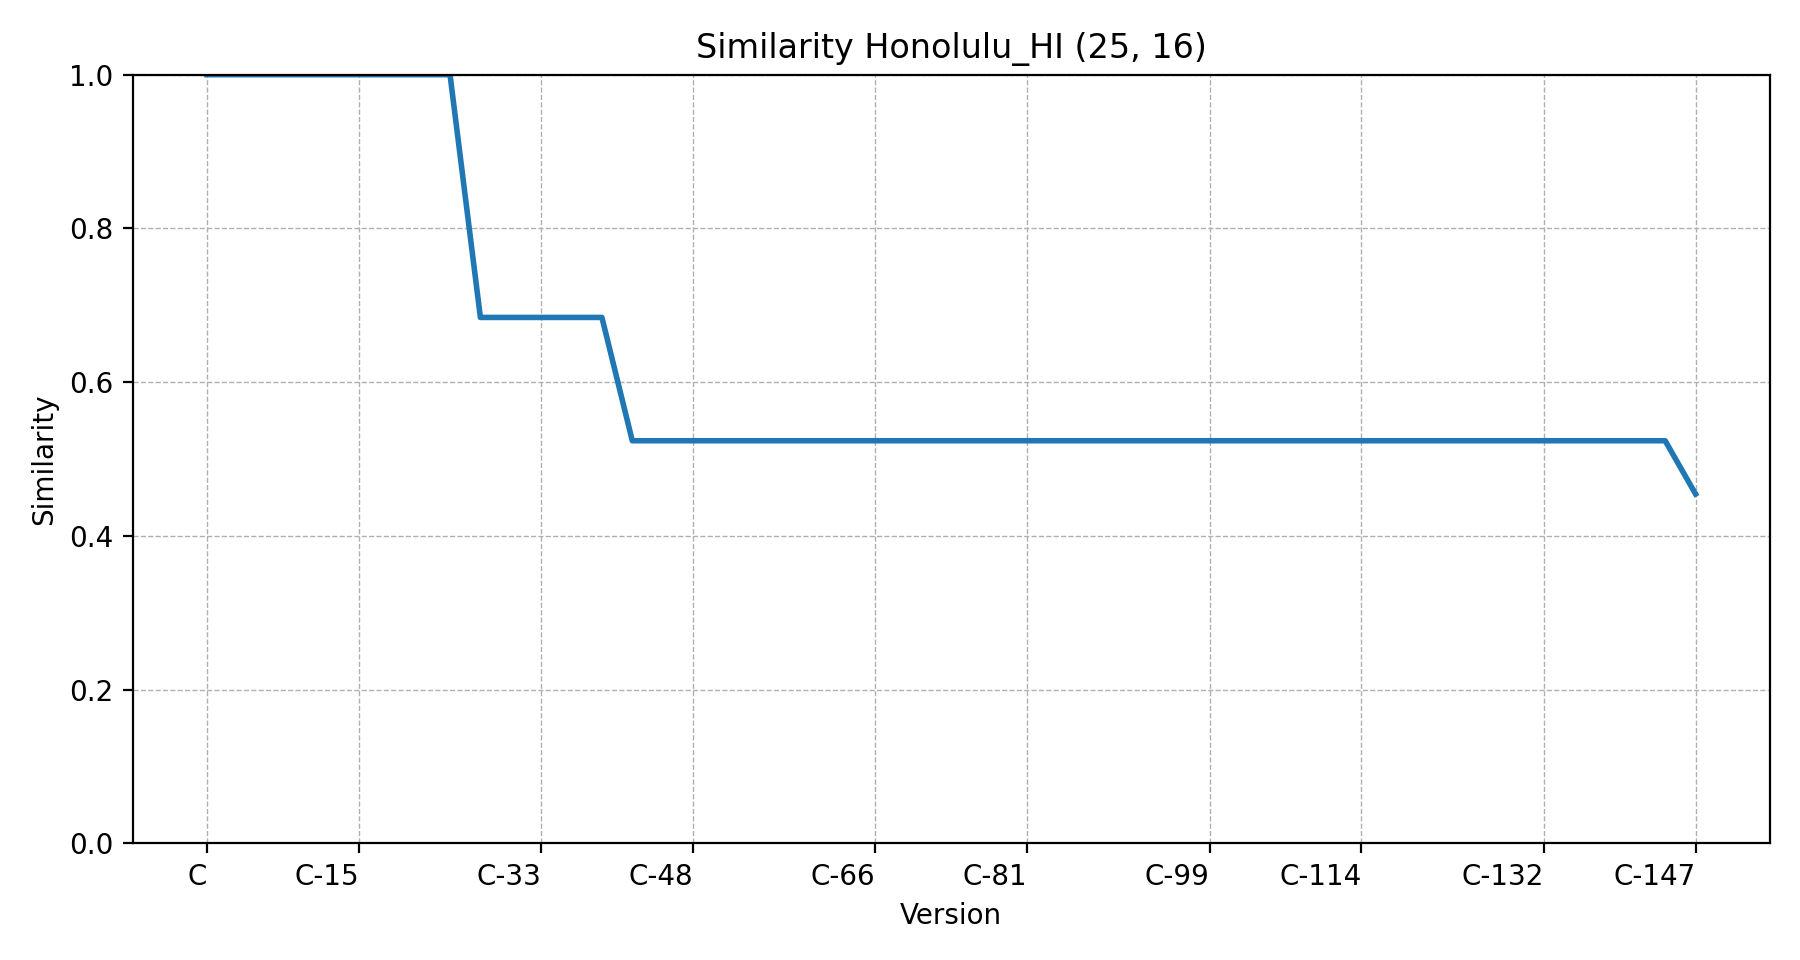 Similarity Honolulu_HI (25, 16)
1.0
0.8
0.6
0.4
0.2
0.0
Similarity
C C-15 C-33 C-48 C-66 C-81 C-99 C-114 C-132 C-147
Version